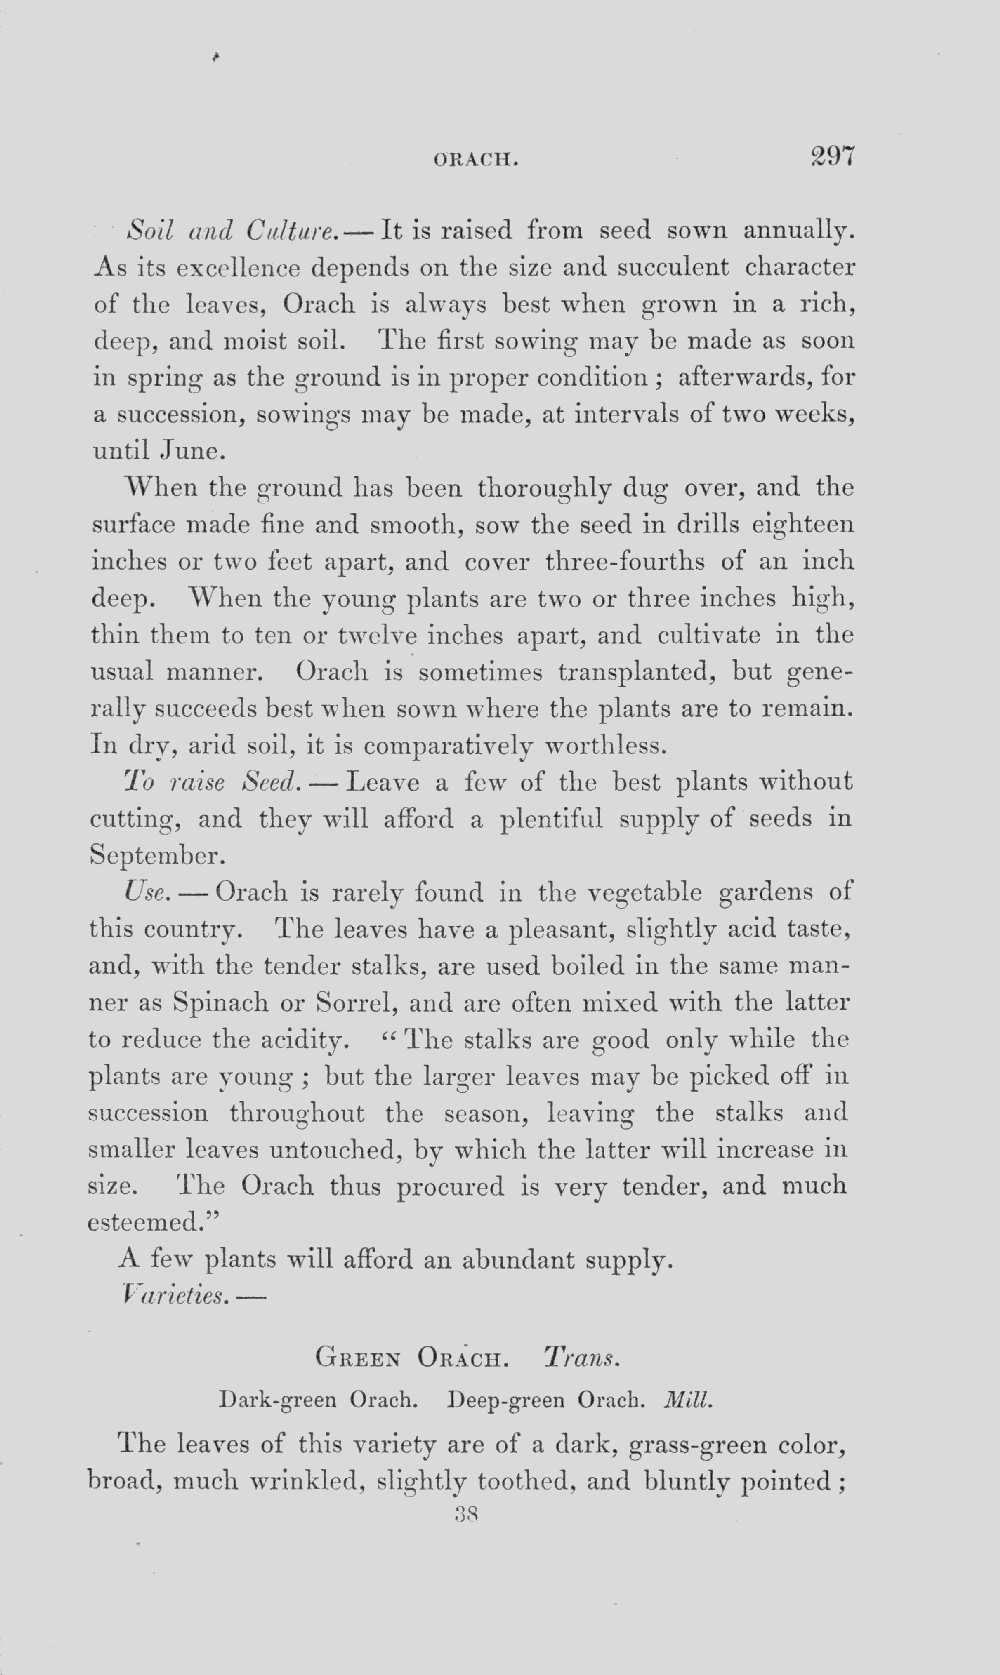 ORACH. 297
Soil and Culture. — It is raised from seed sown annually.
As its excellence depends on the size and succulent character
of the leaves, Orach is always best when grown in a rich,
deep, and moist soil. The first sowing may be made as soon
in spring as the ground is in proper condition ; afterwards, for
a succession, sowings may be made, at intervals of two weeks,
until June.
When the ground has been thoroughly dug over, and the
surface made fine and smooth, sow the seed in drills eighteen
inches or two feet apart, and cover three-fourths of an inch
deep. When the young plants are two or three inches high,
thin them to ten or twelve inches apart, and cultivate in the
usual manner. Orach is sometimes transplanted, but gene-
rally succeeds best when sown where the plants are to remain.
In dry, arid soil, it is comparatively worthless.
To raise Seed. — Leave a few of the best plants without
cutting, and they will afford a plentiful supply of seeds in
September.
Use. — Orach is rarely found in the vegetable gardens of
this country. The leaves have a pleasant, slightly acid taste,
and, with the tender stalks, are used boiled in the same man-
ner as Spinach or Sorrel, and are often mixed with the latter
to reduce the acidity. “ The stalks are good only while the
plants are young ; but the larger leaves may be picked off in
succession throughout the season, leaving the stalks and
smaller leaves untouched, by which the latter will increase in
size. The Orach thus procured is very tender, and much
esteemed.”
A few plants will afford an abundant supply.
Varieties. —
GREEN ORACH. Trans.
Dark-green Orach. Deep-green Orach. Mill.
The leaves of this variety are of a dark, grass-green color,
broad, much wrinkled, slightly toothed, and bluntly pointed ;
38